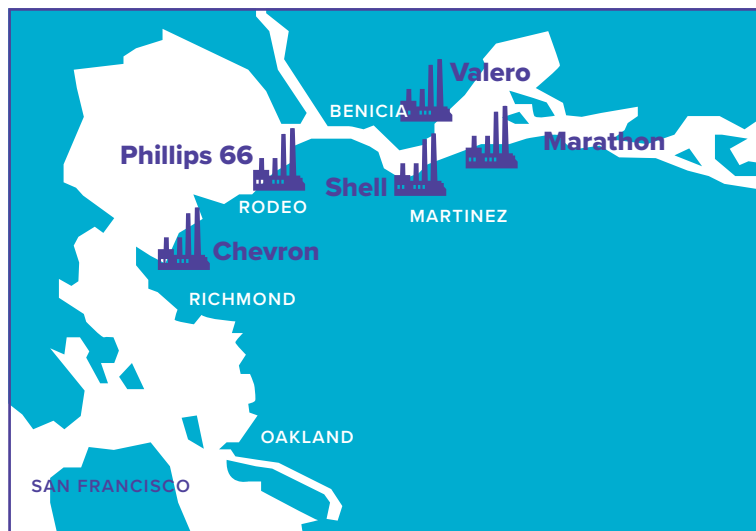 Valero
BENICIA
Marathon
Phillips 66
Shell
RODEO
MARTINEZ
Chevron
RICHMOND
OAKLAND
SAN FRANCISCO